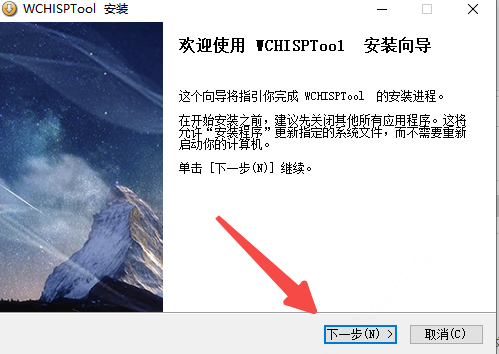 WCHISPTool 安装
欢迎使用 WCHISPTool 安装向导
这个向导将指引你完成 WCHISPTool 的安装进程。
在开始安装之前，建议先关闭其他所有应用程序。这将
允许“安装程序”更新指定的系统文件，而不需要重新
启动你的计算机。
单击 [下一步(N)] 继续。
下一步(N) >
取消(C)